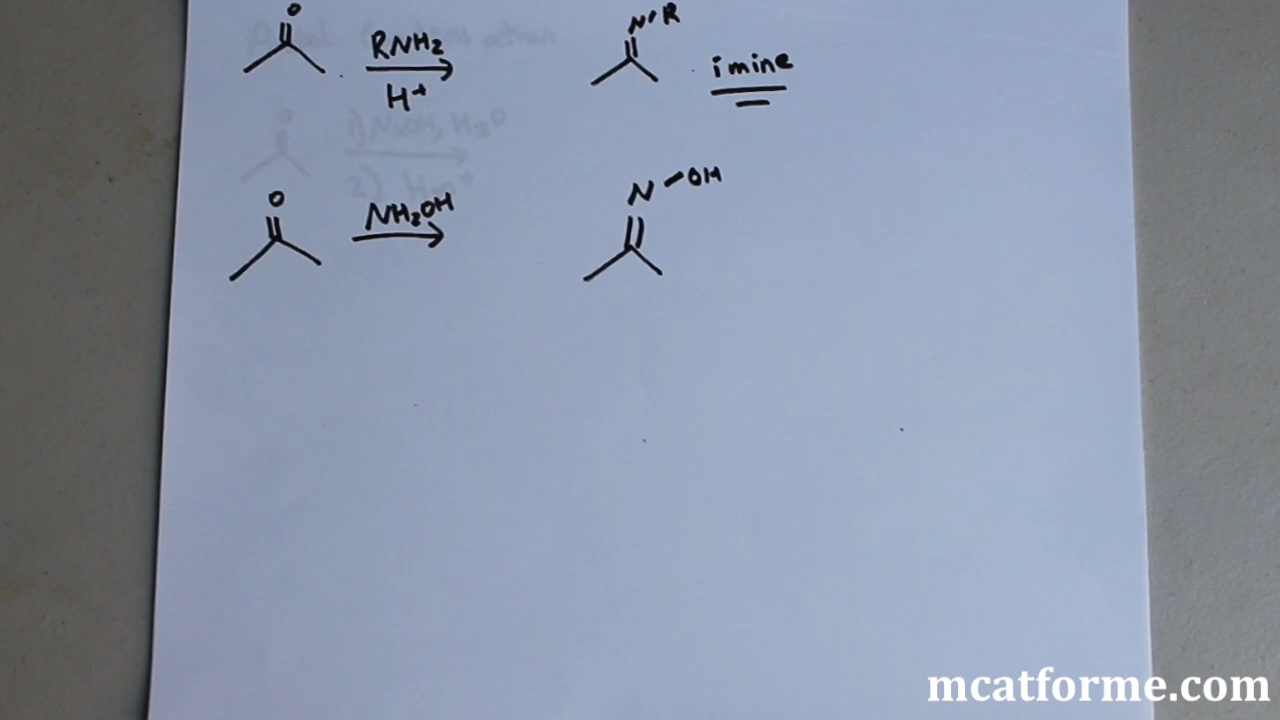 O RNH₂ N R
H⁺ imine
O NH₂OH N-OH
mcatforme.com